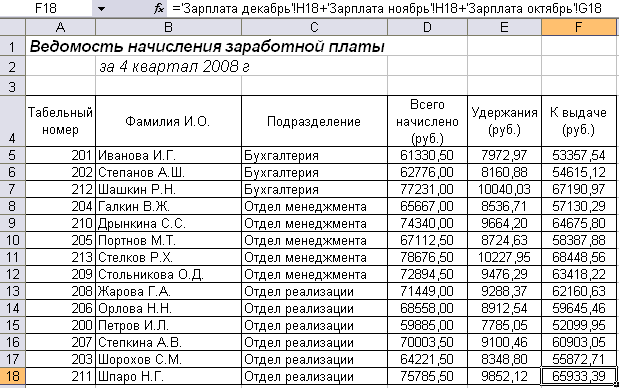 F18 fx ='Зарплата декабрь'!H18+'Зарплата ноябрь'!H18+'Зарплата октябрь'!G18
A B C D E F
1 Ведомость начисления заработной платы
2 за 4 квартал 2008 г
3
4 Табельный номер Фамилия И.О. Подразделение Всего начислено (руб.) Удержания (руб.) К выдаче (руб.)
5 201 Иванова И.Г. Бухгалтерия 61330,50 7972,97 53357,54
6 202 Степанов А.Ш. Бухгалтерия 62776,00 8160,88 54615,12
7 212 Шашкин Р.Н. Бухгалтерия 77231,00 10040,03 67190,97
8 204 Галкин В.Ж. Отдел менеджмента 65667,00 8536,71 57130,29
9 210 Дрынкина С.С. Отдел менеджмента 74340,00 9664,20 64675,80
10 205 Портнов М.Т. Отдел менеджмента 67112,50 8724,63 58387,88
11 213 Стелков Р.Х. Отдел менеджмента 78676,50 10227,95 68448,56
12 209 Стольникова О.Д. Отдел менеджмента 72894,50 9476,29 63418,22
13 208 Жарова Г.А. Отдел реализации 71449,00 9288,37 62160,63
14 206 Орлова Н.Н. Отдел реализации 68558,00 8912,54 59645,46
15 200 Петров И.Л. Отдел реализации 59885,00 7785,05 52099,95
16 207 Степкина А.В. Отдел реализации 70003,50 9100,46 60903,05
17 203 Шорохов С.М. Отдел реализации 64221,50 8348,80 55872,71
18 211 Шпаро Н.Г. Отдел реализации 75785,50 9852,12 65933,39